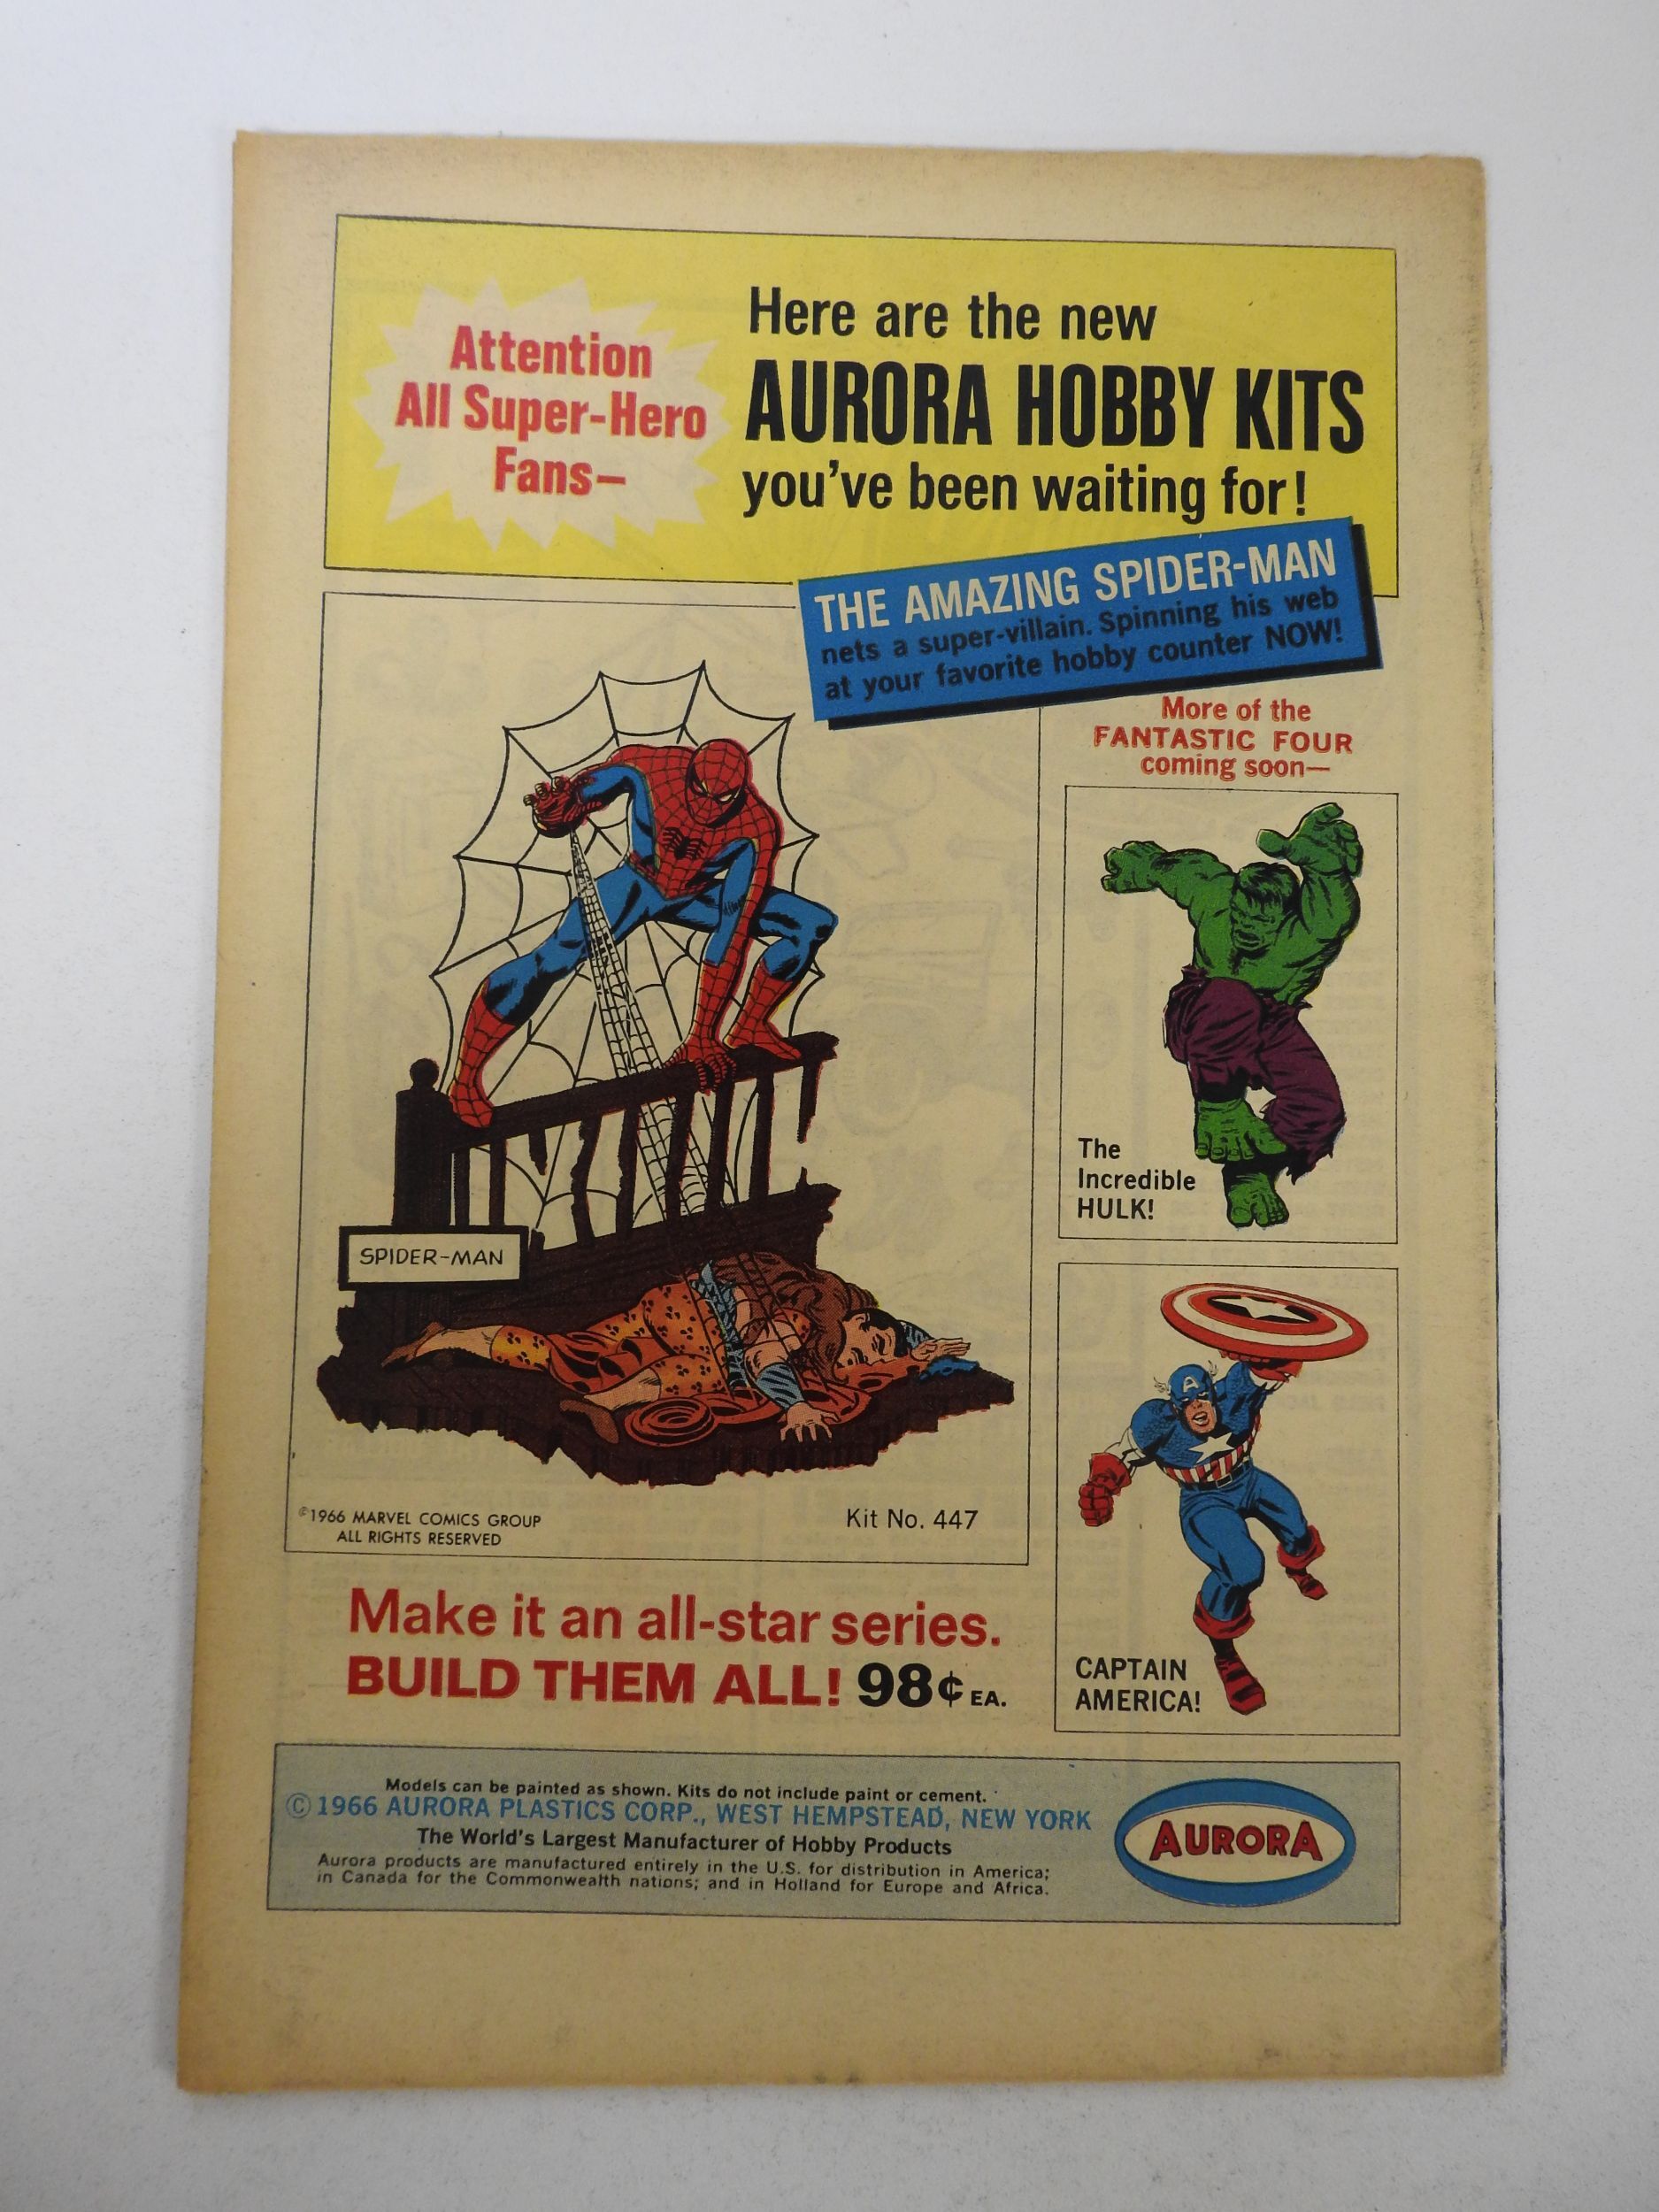 Attention
All Super-Hero
Fans—
Here are the new
AURORA HOBBY KITS
you've been waiting for!
THE AMAZING SPIDER-MAN
nets a super-villain. Spinning his web
at your favorite hobby counter NOW!
More of the
FANTASTIC FOUR
coming soon—
SPIDER-MAN
The
Incredible
HULK!
A
©1966 MARVEL COMICS GROUP
ALL RIGHTS RESERVED
Kit No. 447
Make it an all-star series.
BUILD THEM ALL! 98¢ EA.
CAPTAIN
AMERICA!
Models can be painted as shown. Kits do not include paint or cement.
©1966 AURORA PLASTICS CORP., WEST HEMPSTEAD, NEW YORK
The World's Largest Manufacturer of Hobby Products
Aurora products are manufactured entirely in the U.S. for distribution in America;
in Canada for the Commonwealth nations; and in Holland for Europe and Africa.
AURORA